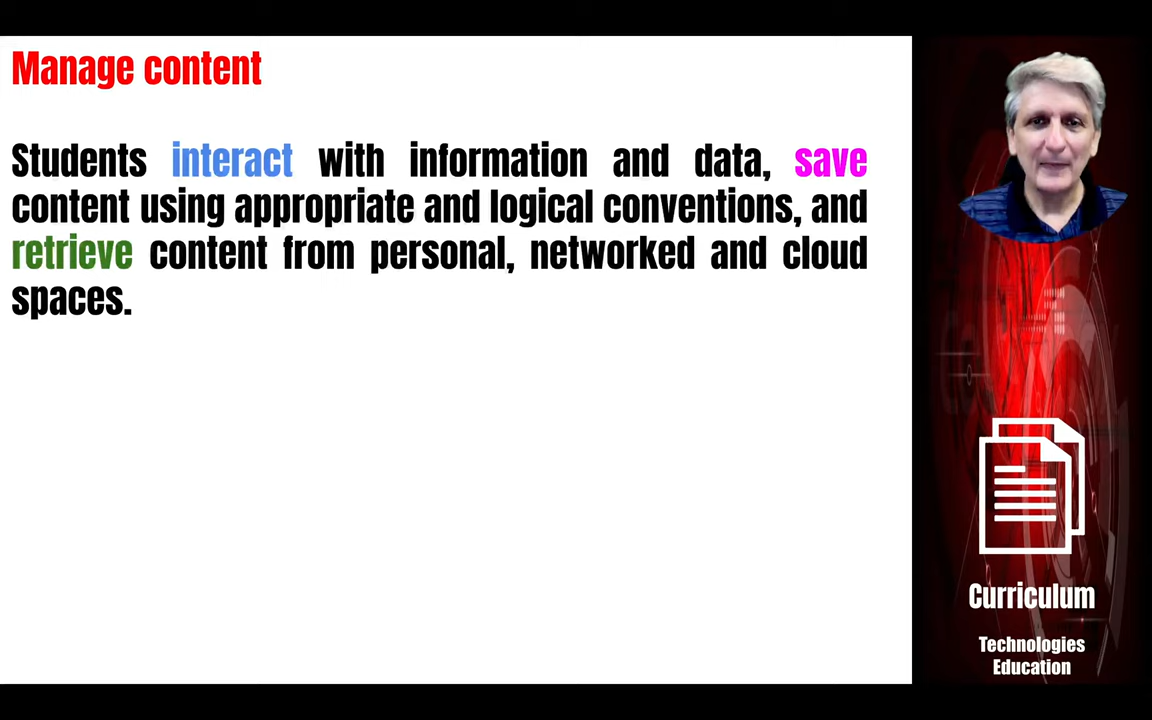 Manage content
Students interact with information and data, save
content using appropriate and logical conventions, and
retrieve content from personal, networked and cloud
spaces.
Curriculum
Technologies
Education